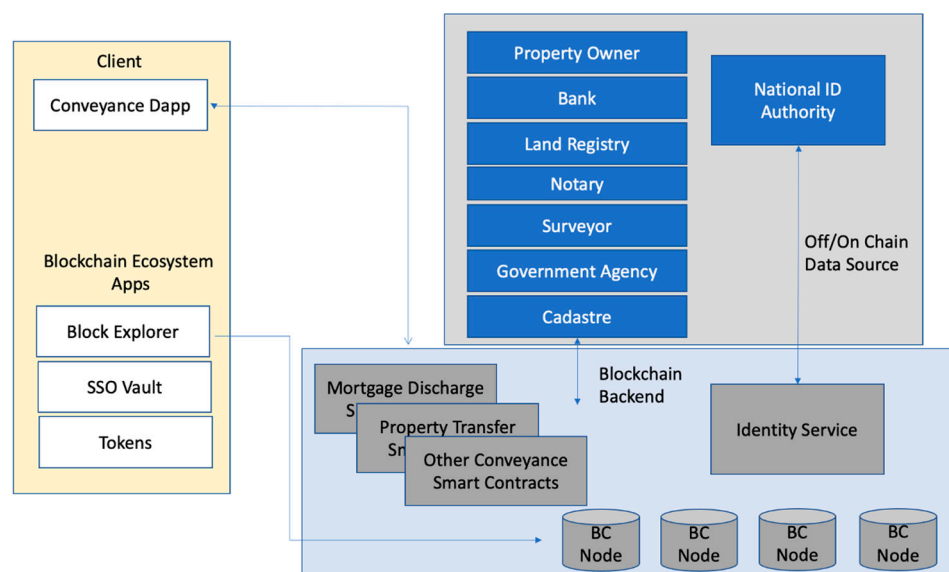 Client
Conveyance Dapp
Blockchain Ecosystem
Apps
Block Explorer
SSO Vault
Tokens
Property Owner
Bank
Land Registry
Notary
Surveyor
Government Agency
Cadastre
National ID
Authority
Off/On Chain
Data Source
Blockchain
Backend
Mortgage Discharge
Property Transfer
Other Conveyance
Smart Contracts
Identity Service
BC
Node
BC
Node
BC
Node
BC
Node